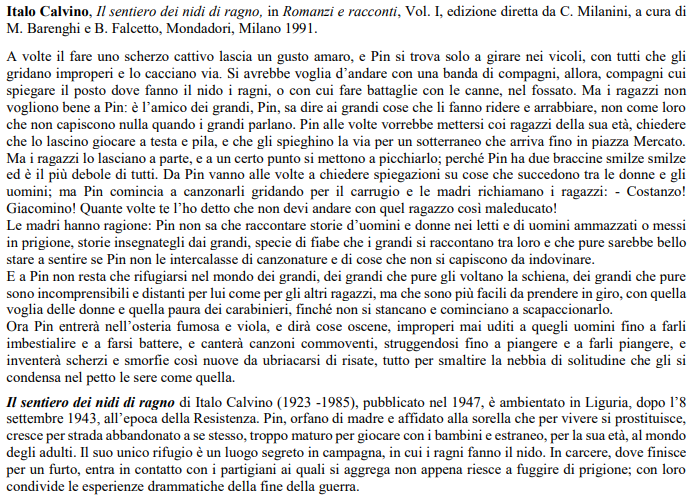 Italo Calvino, Il sentiero dei nidi di ragno, in Romanzi e racconti, Vol. I, edizione diretta da C. Milanini, a cura di
M. Barenghi e B. Falcetto, Mondadori, Milano 1991.
A volte il fare uno scherzo cattivo lascia un gusto amaro, e Pin si trova solo a girare nei vicoli, con tutti che gli
gridano improperi e lo cacciano via. Si avrebbe voglia d'andare con una banda di compagni, allora, compagni cui
spiegare il posto dove fanno il nido i ragni, o con cui fare battaglie con le canne, nel fossato. Ma i ragazzi non
vogliono bene a Pin: è l'amico dei grandi, Pin, sa dire ai grandi cose che li fanno ridere e arrabbiare, non come loro
che non capiscono nulla quando i grandi parlano. Pin alle volte vorrebbe mettersi coi ragazzi della sua età, chiedere
che lo lascino giocare a testa e pila, e che gli spieghino la via per un sotterraneo che arriva fino in piazza Mercato.
Ma i ragazzi lo lasciano a parte, e a un certo punto si mettono a picchiarlo; perché Pin ha due braccine smilze smilze
ed è il più debole di tutti. Da Pin vanno alle volte a chiedere spiegazioni su cose che succedono tra le donne e gli
uomini; ma Pin comincia a canzonarli gridando per il carrugio e le madri richiamano i ragazzi: - Costanzo!
Giacomino! Quante volte te l'ho detto che non devi andare con quel ragazzo così maleducato!
Le madri hanno ragione: Pin non sa che raccontare storie d'uomini e donne nei letti e di uomini ammazzati o messi
in prigione, storie insegnategli dai grandi, specie di fiabe che i grandi si raccontano tra loro e che pure sarebbe bello
stare a sentire se Pin non le intercalasse di canzonature e di cose che non si capiscono da indovinare.
E a Pin non resta che rifugiarsi nel mondo dei grandi, dei grandi che pure gli voltano la schiena, dei grandi che pure
sono incomprensibili e distanti per lui come per gli altri ragazzi, ma che sono più facili da prendere in giro, con quella
voglia delle donne e quella paura dei carabinieri, finché non si stancano e cominciano a scapaccionarlo.
Ora Pin entrerà nell'osteria fumosa e viola, e dirà cose oscene, improperi mai uditi a quegli uomini fino a farli
imbestialire e a farsi battere, e canterà canzoni commoventi, struggendosi fino a piangere e a farli piangere, e
inventerà scherzi e smorfie così nuove da ubriacarsi di risate, tutto per smaltire la nebbia di solitudine che gli si
condensa nel petto le sere come quella.
Il sentiero dei nidi di ragno di Italo Calvino (1923 -1985), pubblicato nel 1947, è ambientato in Liguria, dopo l'8
settembre 1943, all'epoca della Resistenza. Pin, orfano di madre e affidato alla sorella che per vivere si prostituisce,
cresce per strada abbandonato a se stesso, troppo maturo per giocare con i bambini e estraneo, per la sua età, al mondo
degli adulti. Il suo unico rifugio è un luogo segreto in campagna, in cui i ragni fanno il nido. In carcere, dove finisce
per un furto, entra in contatto con i partigiani ai quali si aggrega non appena riesce a fuggire di prigione; con loro
condivide le esperienze drammatiche della fine della guerra.